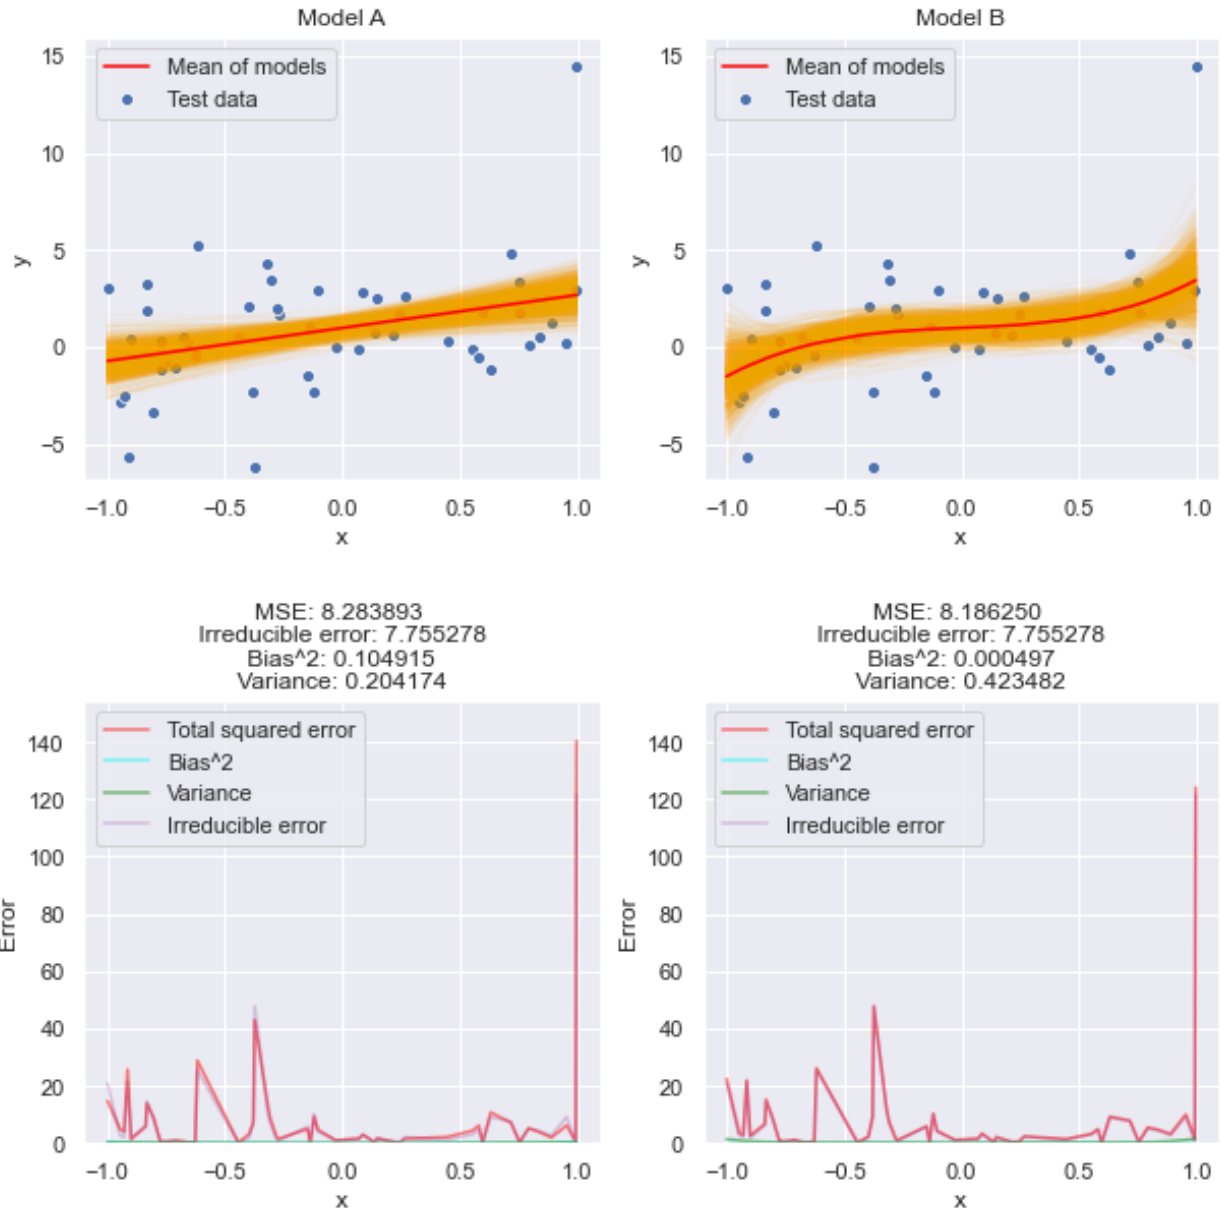 Model A
Mean of models
Test data
15
10
5
0
−5
y
−1.0 −0.5 0.0 0.5 1.0
x
Model B
Mean of models
Test data
15
10
5
0
−5
y
−1.0 −0.5 0.0 0.5 1.0
x
MSE: 8.283893
Irreducible error: 7.755278
Bias^2: 0.104915
Variance: 0.204174
Total squared error
Bias^2
Variance
Irreducible error
140
120
100
80
60
40
20
0
Error
−1.0 −0.5 0.0 0.5 1.0
x
MSE: 8.186250
Irreducible error: 7.755278
Bias^2: 0.000497
Variance: 0.423482
Total squared error
Bias^2
Variance
Irreducible error
140
120
100
80
60
40
20
0
Error
−1.0 −0.5 0.0 0.5 1.0
x